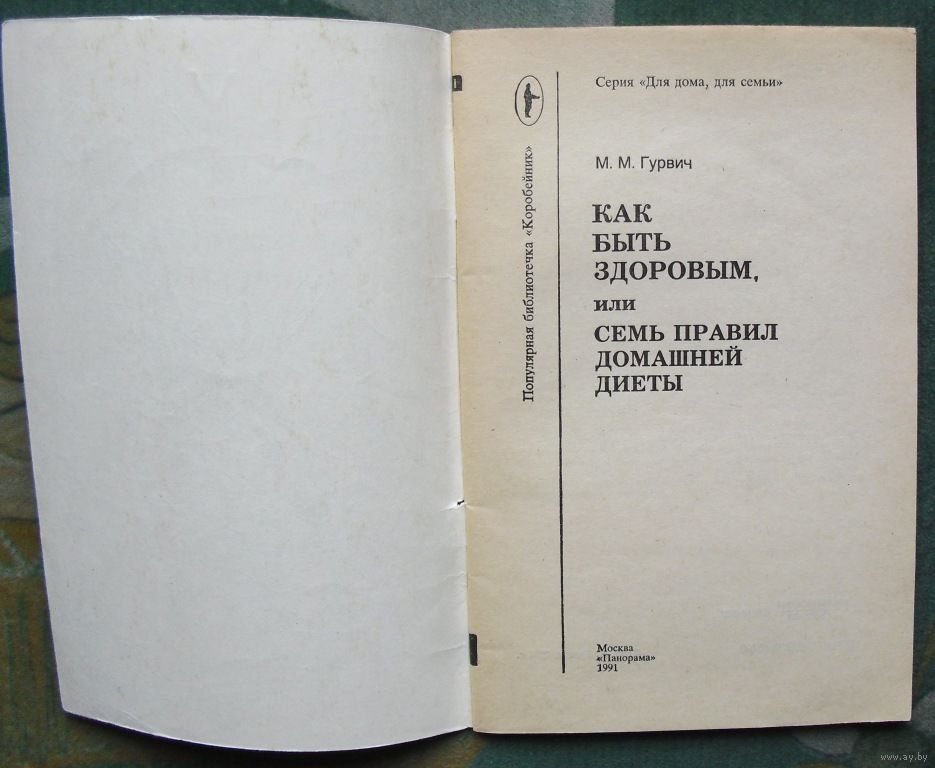 Популярная библиотечка «Коробейник»
Серия «Для дома, для семьи»
М. М. Гурвич
КАК
БЫТЬ
ЗДОРОВЫМ,
или
СЕМЬ ПРАВИЛ
ДОМАШНЕЙ
ДИЕТЫ
Москва
«Панорама»
1991
www.ay.by